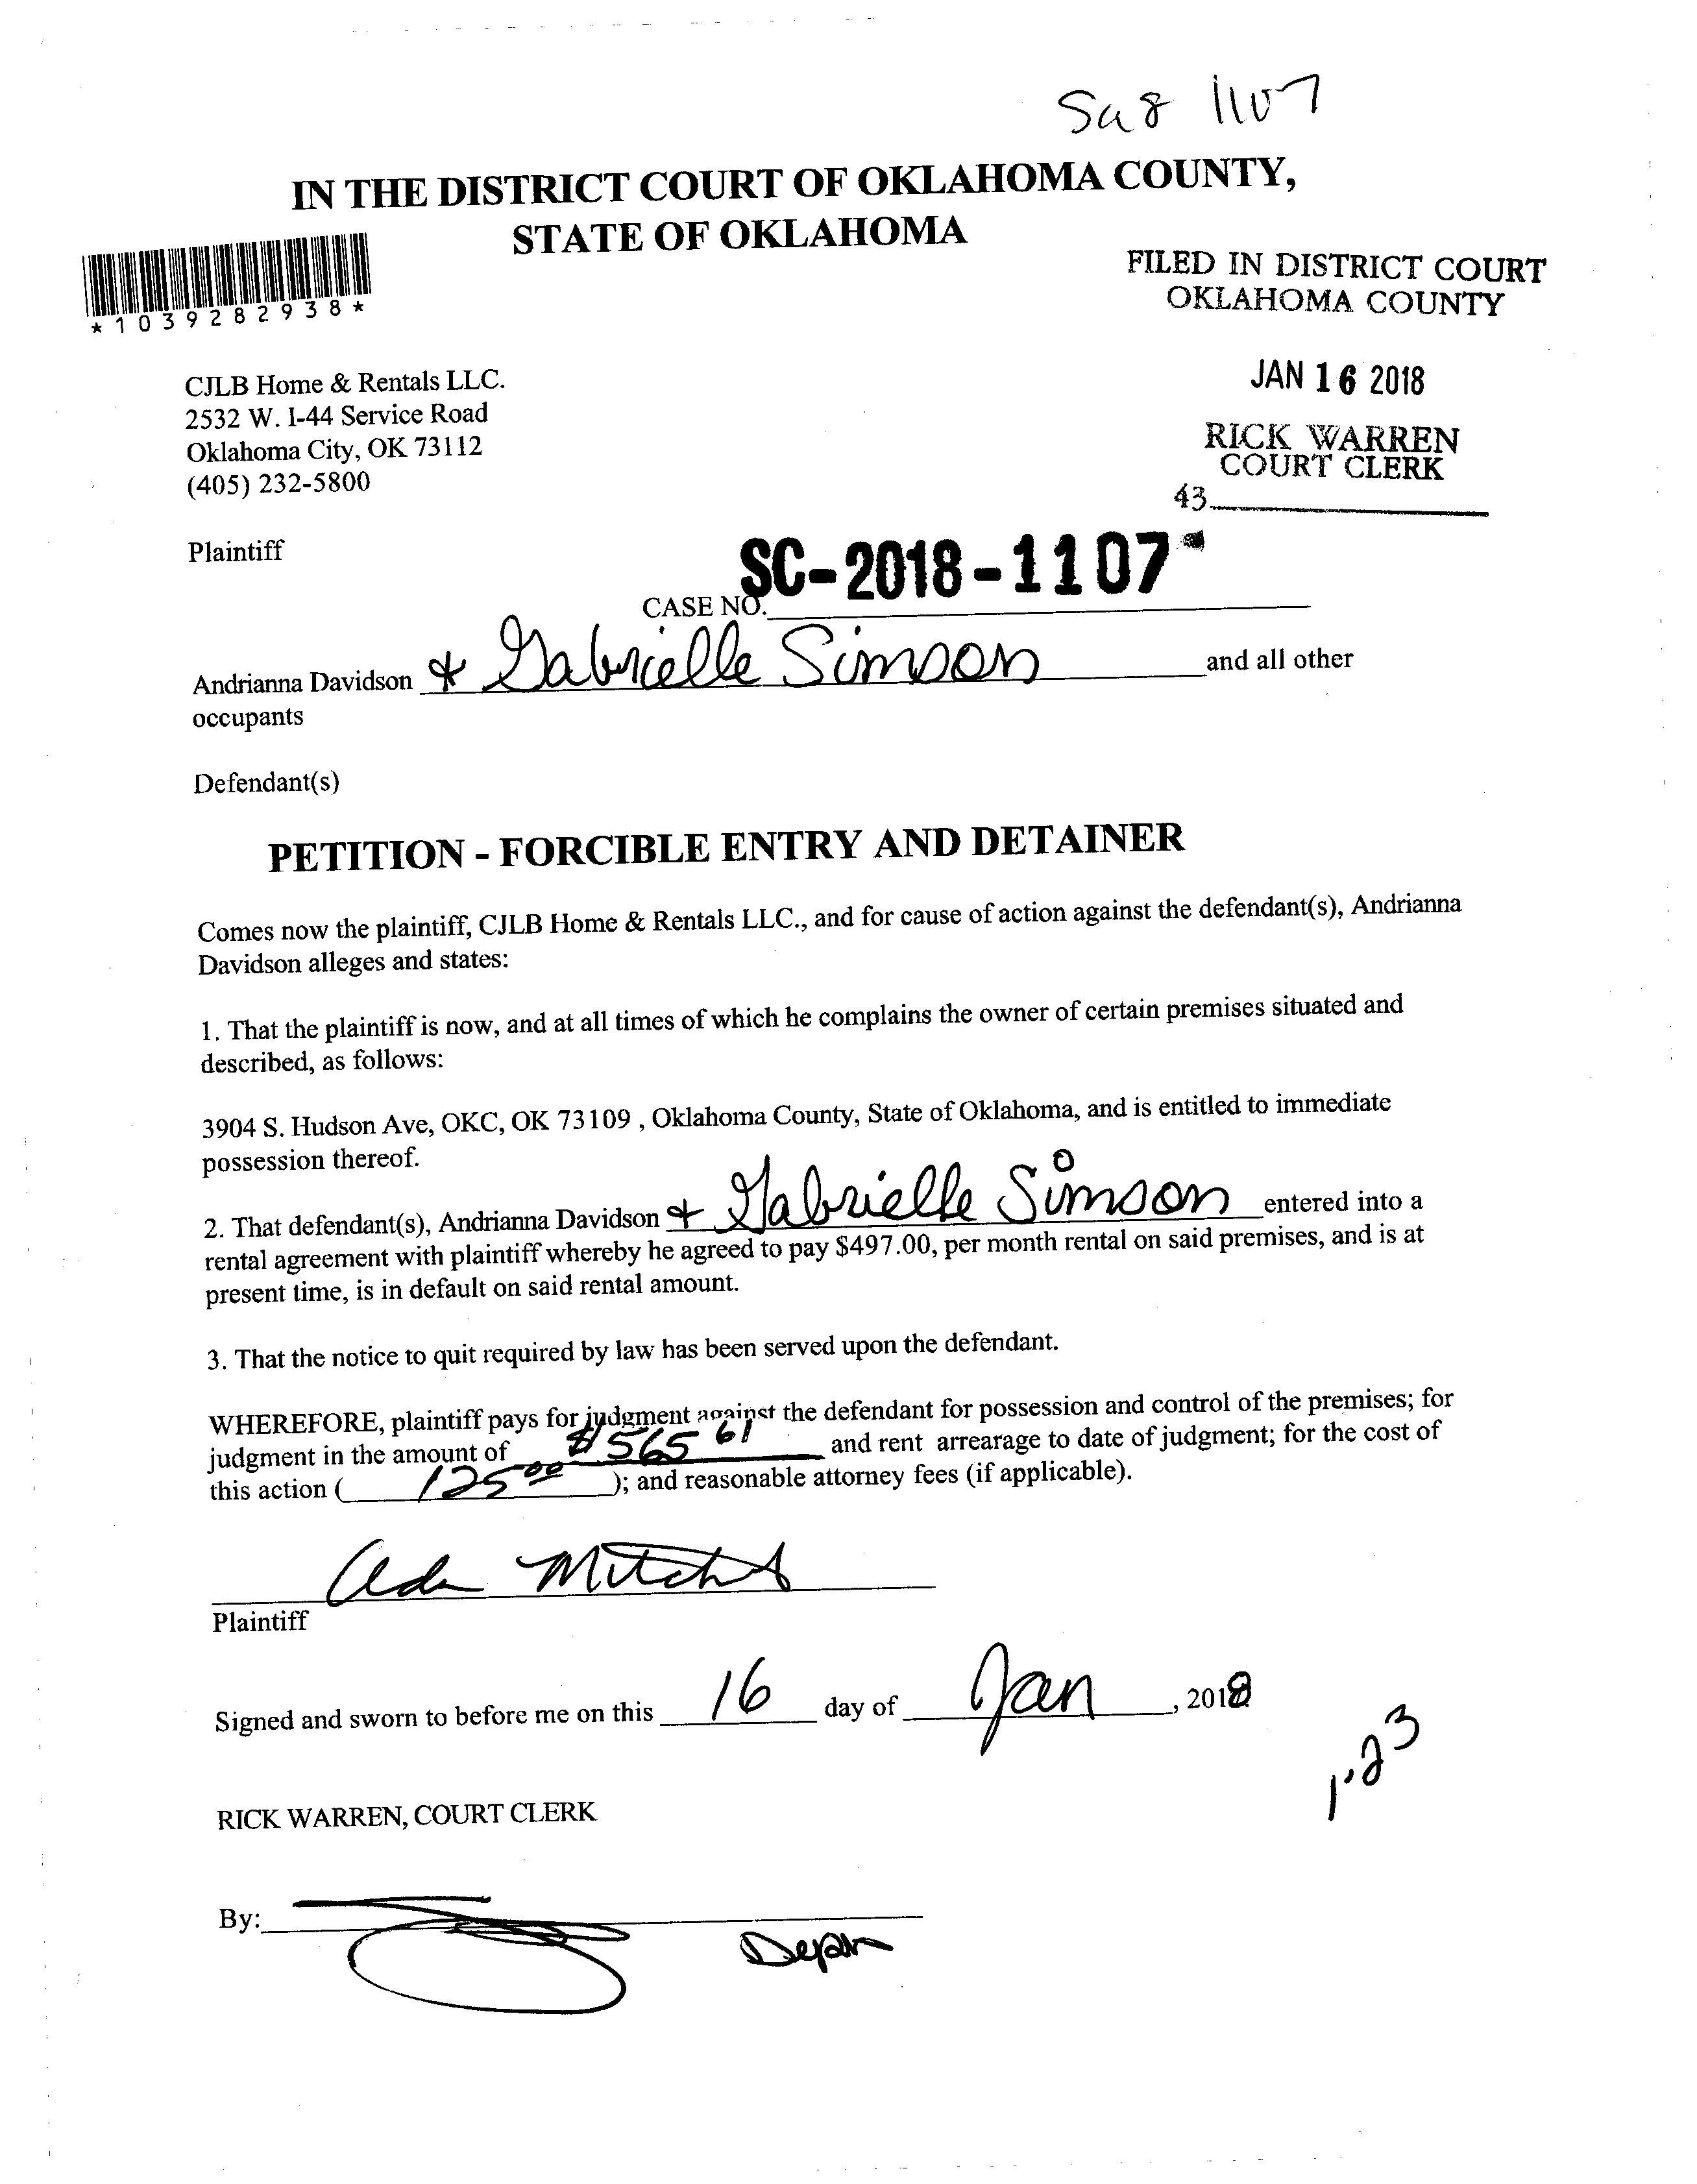 IN THE DISTRICT COURT OF OKLAHOMA COUNTY,
STATE OF OKLAHOMA
*1039282938*
FILED IN DISTRICT COURT
OKLAHOMA COUNTY
JAN 16 2018
RICK WARREN
COURT CLERK
43
CJLB Home & Rentals LLC.
2532 W. I-44 Service Road
Oklahoma City, OK 73112
(405) 232-5800
Plaintiff
CASE NO. SC-2018-1107
Andrianna Davidson & Gabrielle Simson and all other
occupants
Defendant(s)
PETITION - FORCIBLE ENTRY AND DETAINER
Comes now the plaintiff, CJLB Home & Rentals LLC., and for cause of action against the defendant(s), Andrianna
Davidson alleges and states:
1. That the plaintiff is now, and at all times of which he complains the owner of certain premises situated and
described, as follows:
3904 S. Hudson Ave, OKC, OK 73109 , Oklahoma County, State of Oklahoma, and is entitled to immediate
possession thereof.
2. That defendant(s), Andrianna Davidson & Gabrielle Simson entered into a
rental agreement with plaintiff whereby he agreed to pay $497.00, per month rental on said premises, and is at
present time, is in default on said rental amount.
3. That the notice to quit required by law has been served upon the defendant.
WHEREFORE, plaintiff pays for judgment against the defendant for possession and control of the premises; for
judgment in the amount of $565 61 and rent arrearage to date of judgment; for the cost of
this action ( 125 00 ); and reasonable attorney fees (if applicable).
Plaintiff
Signed and sworn to before me on this 16 day of Jan , 2018
1.23
RICK WARREN, COURT CLERK
By: